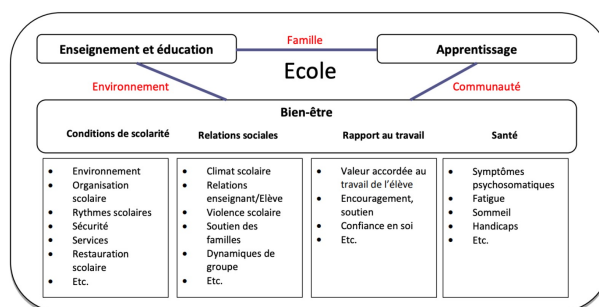 Famille
Enseignement et éducation
Apprentissage
Ecole
Environnement
Communauté
Bien-être
Conditions de scolarité
Relations sociales
Rapport au travail
Santé
• Environnement
• Organisation
scolaire
• Rythmes scolaires
• Sécurité
• Services
• Restauration
scolaire
• Etc.
• Climat scolaire
• Relations
enseignant/Elève
• Violence scolaire
• Soutien des
familles
• Dynamiques de
groupe
• Etc.
• Valeur accordée au
travail de l'élève
• Encouragement,
soutien
• Confiance en soi
• Etc.
• Symptômes
psychosomatiques
• Fatigue
• Sommeil
• Handicaps
• Etc.